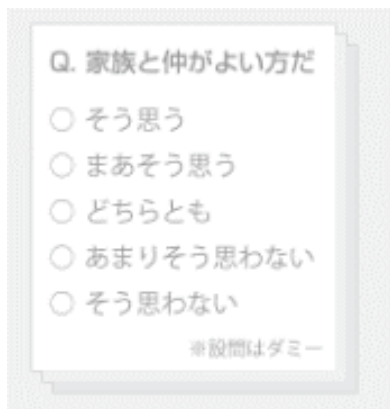 Q. 家族と仲がよい方だ
○ そう思う
○ まあそう思う
○ どちらとも
○ あまりそう思わない
○ そう思わない
※設問はダミー